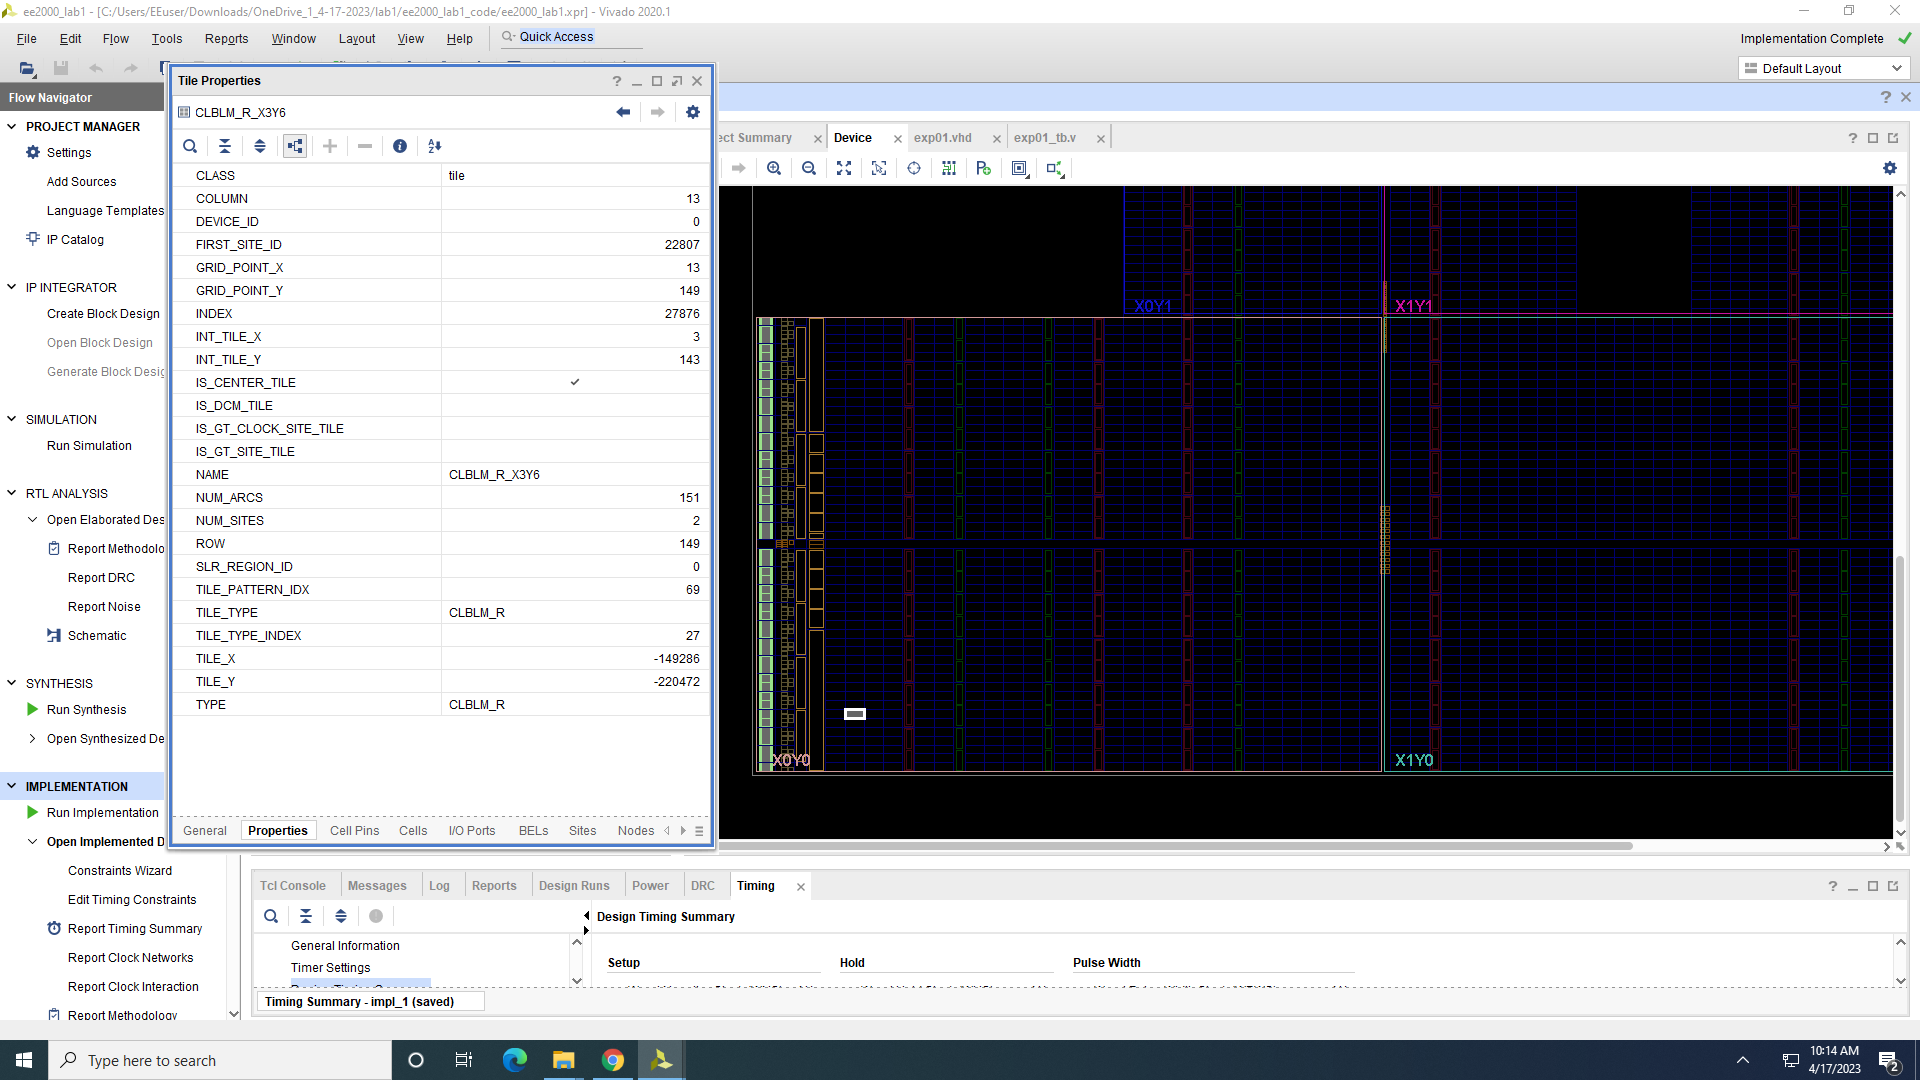 ee2000_lab1 - [C:/Users/EEuser/Downloads/OneDrive_1_4-17-2023/lab1/ee2000_lab1_code/ee2000_lab1.xpr] - Vivado 2020.1
File Edit Flow Tools Reports Window Layout View Help Quick Access
Implementation Complete
Default Layout
Flow Navigator
PROJECT MANAGER
Settings
Add Sources
Language Templates
IP Catalog
IP INTEGRATOR
Create Block Design
Open Block Design
Generate Block Desig
SIMULATION
Run Simulation
RTL ANALYSIS
Open Elaborated Des
Report Methodolo
Report DRC
Report Noise
Schematic
SYNTHESIS
Run Synthesis
Open Synthesized De
IMPLEMENTATION
Run Implementation
Open Implemented D
Constraints Wizard
Edit Timing Constraints
Report Timing Summary
Report Clock Networks
Report Clock Interaction
Report Methodology
Tile Properties
CLBLM_R_X3Y6
CLASS tile
COLUMN 13
DEVICE_ID 0
FIRST_SITE_ID 22807
GRID_POINT_X 13
GRID_POINT_Y 149
INDEX 27876
INT_TILE_X 3
INT_TILE_Y 143
IS_CENTER_TILE
IS_DCM_TILE
IS_GT_CLOCK_SITE_TILE
IS_GT_SITE_TILE
NAME CLBLM_R_X3Y6
NUM_ARCS 151
NUM_SITES 2
ROW 149
SLR_REGION_ID 0
TILE_PATTERN_IDX 69
TILE_TYPE CLBLM_R
TILE_TYPE_INDEX 27
TILE_X -149286
TILE_Y -220472
TYPE CLBLM_R
General Properties Cell Pins Cells I/O Ports BELs Sites Nodes
ect Summary Device exp01.vhd exp01_tb.v
X0Y1 X1Y1
X0Y0 X1Y0
Tcl Console Messages Log Reports Design Runs Power DRC Timing
Design Timing Summary
General Information
Timer Settings
Setup Hold Pulse Width
Timing Summary - impl_1 (saved)
Type here to search
10:14 AM
4/17/2023
2